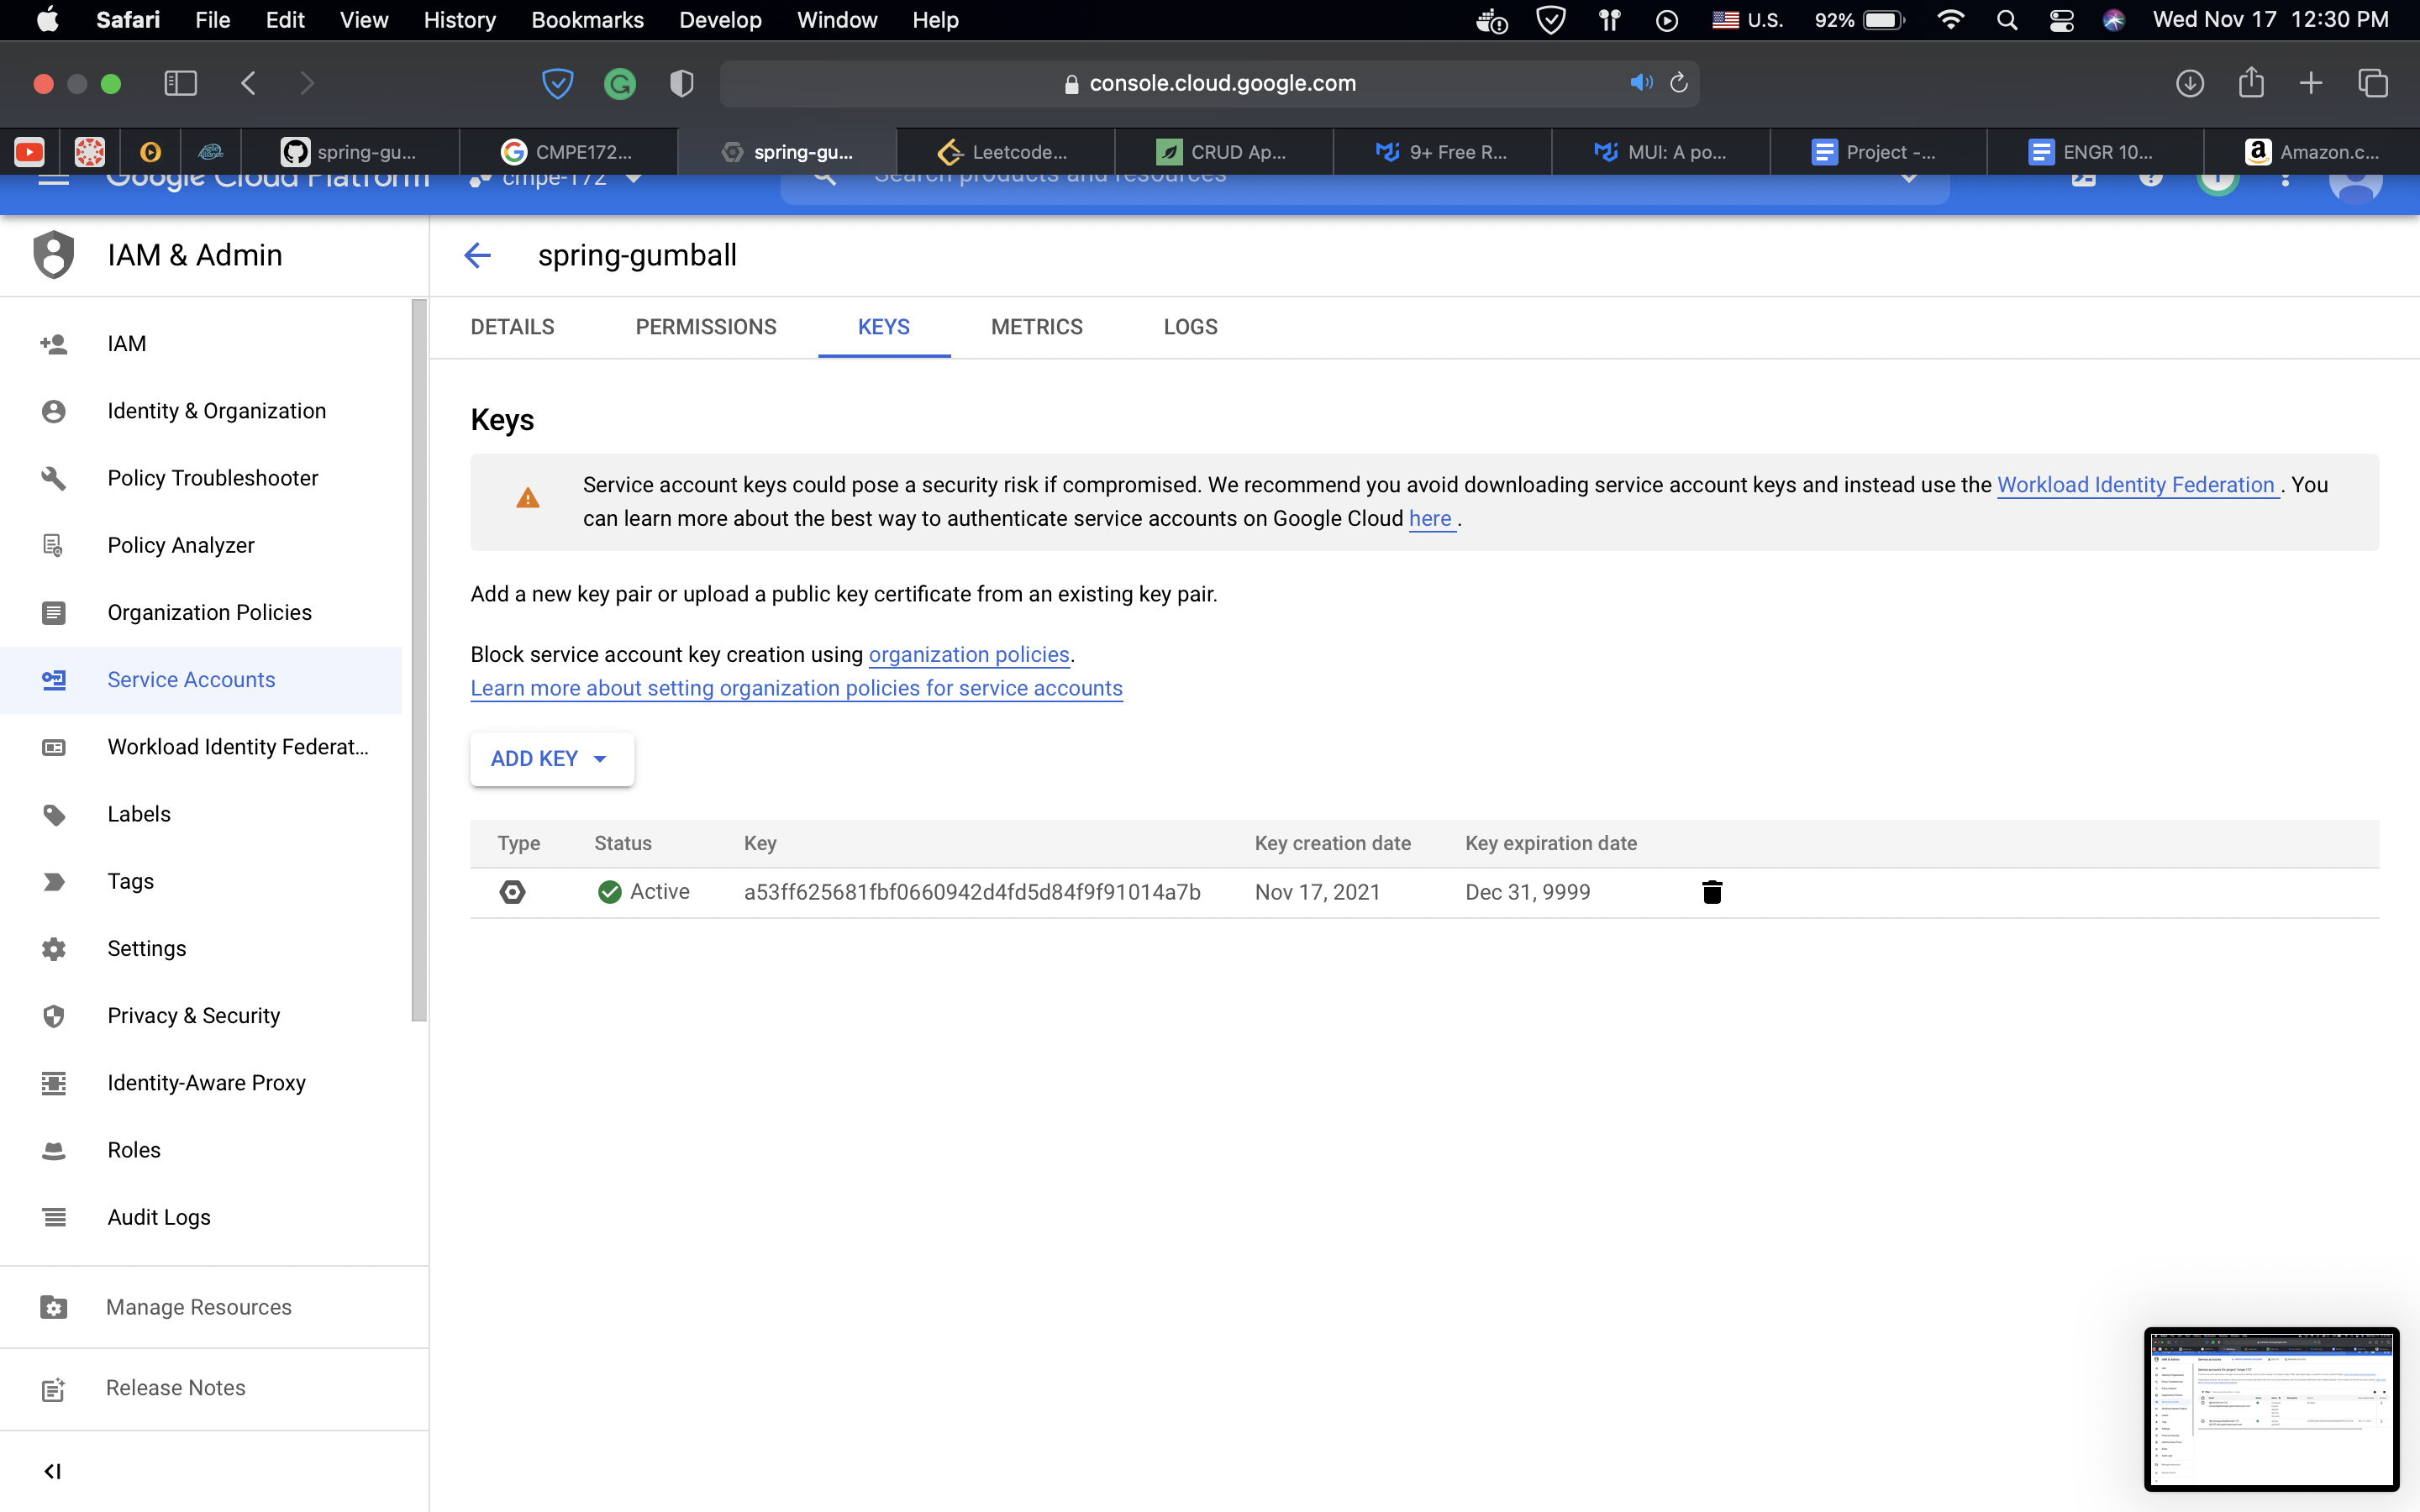 Safari File Edit View History Bookmarks Develop Window Help U.S. 92% Wed Nov 17 12:30 PM
console.cloud.google.com
spring-gu... CMPE172... spring-gu... Leetcode... CRUD Ap... 9+ Free R... MUI: A po... Project -... ENGR 10... Amazon.c...
Google Cloud Platform cmpe-172 Search products and resources
IAM & Admin
IAM
Identity & Organization
Policy Troubleshooter
Policy Analyzer
Organization Policies
Service Accounts
Workload Identity Federat...
Labels
Tags
Settings
Privacy & Security
Identity-Aware Proxy
Roles
Audit Logs
Manage Resources
Release Notes
spring-gumball
DETAILS PERMISSIONS KEYS METRICS LOGS
Keys
Service account keys could pose a security risk if compromised. We recommend you avoid downloading service account keys and instead use the Workload Identity Federation . You
can learn more about the best way to authenticate service accounts on Google Cloud here .
Add a new key pair or upload a public key certificate from an existing key pair.
Block service account key creation using organization policies.
Learn more about setting organization policies for service accounts
ADD KEY
Type Status Key Key creation date Key expiration date
Active a53ff625681fbf0660942d4fd5d84f9f91014a7b Nov 17, 2021 Dec 31, 9999